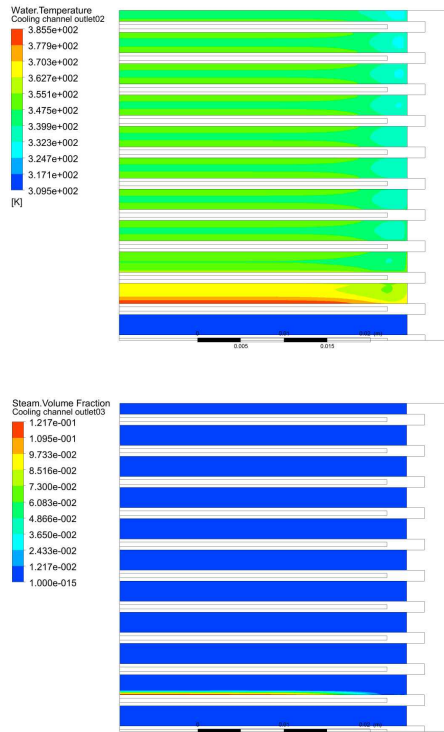 Water.Temperature
Cooling channel outlet02
3.855e+002
3.779e+002
3.703e+002
3.627e+002
3.551e+002
3.475e+002
3.399e+002
3.323e+002
3.247e+002
3.171e+002
3.095e+002
[K]
0
0.01
0.02 (m)
0.005
0.015
Steam.Volume Fraction
Cooling channel outlet03
1.217e-001
1.095e-001
9.733e-002
8.516e-002
7.300e-002
6.083e-002
4.866e-002
3.650e-002
2.433e-002
1.217e-002
1.000e-015
0
0.01
0.02 (m)